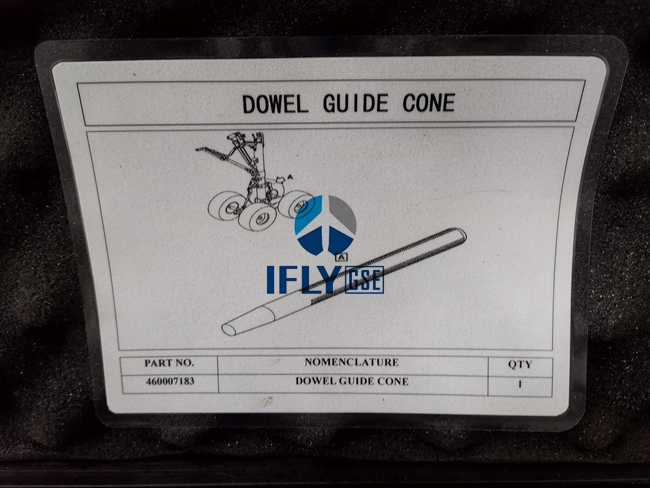 DOWEL GUIDE CONE
A
A
IFLY GSE
PART NO. NOMENCLATURE QTY
460007183 DOWEL GUIDE CONE 1